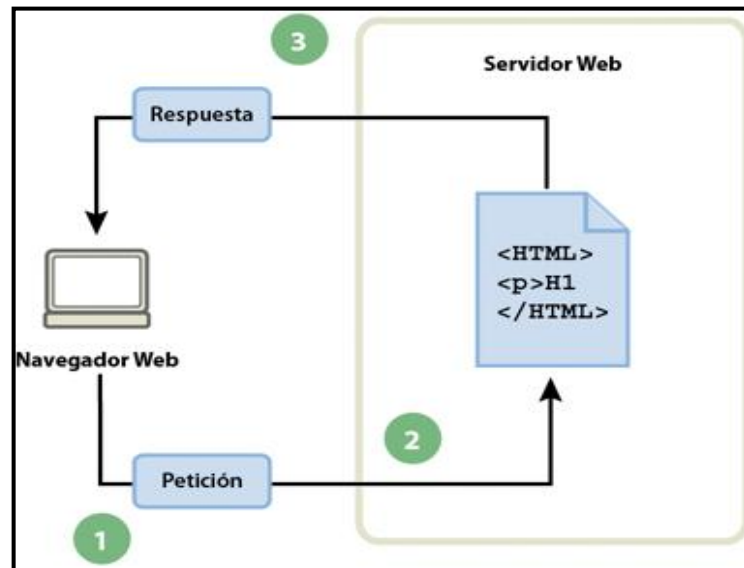 3
Servidor Web
Respuesta
<HTML>
<p>H1
</HTML>
Navegador Web
2
Petición
1